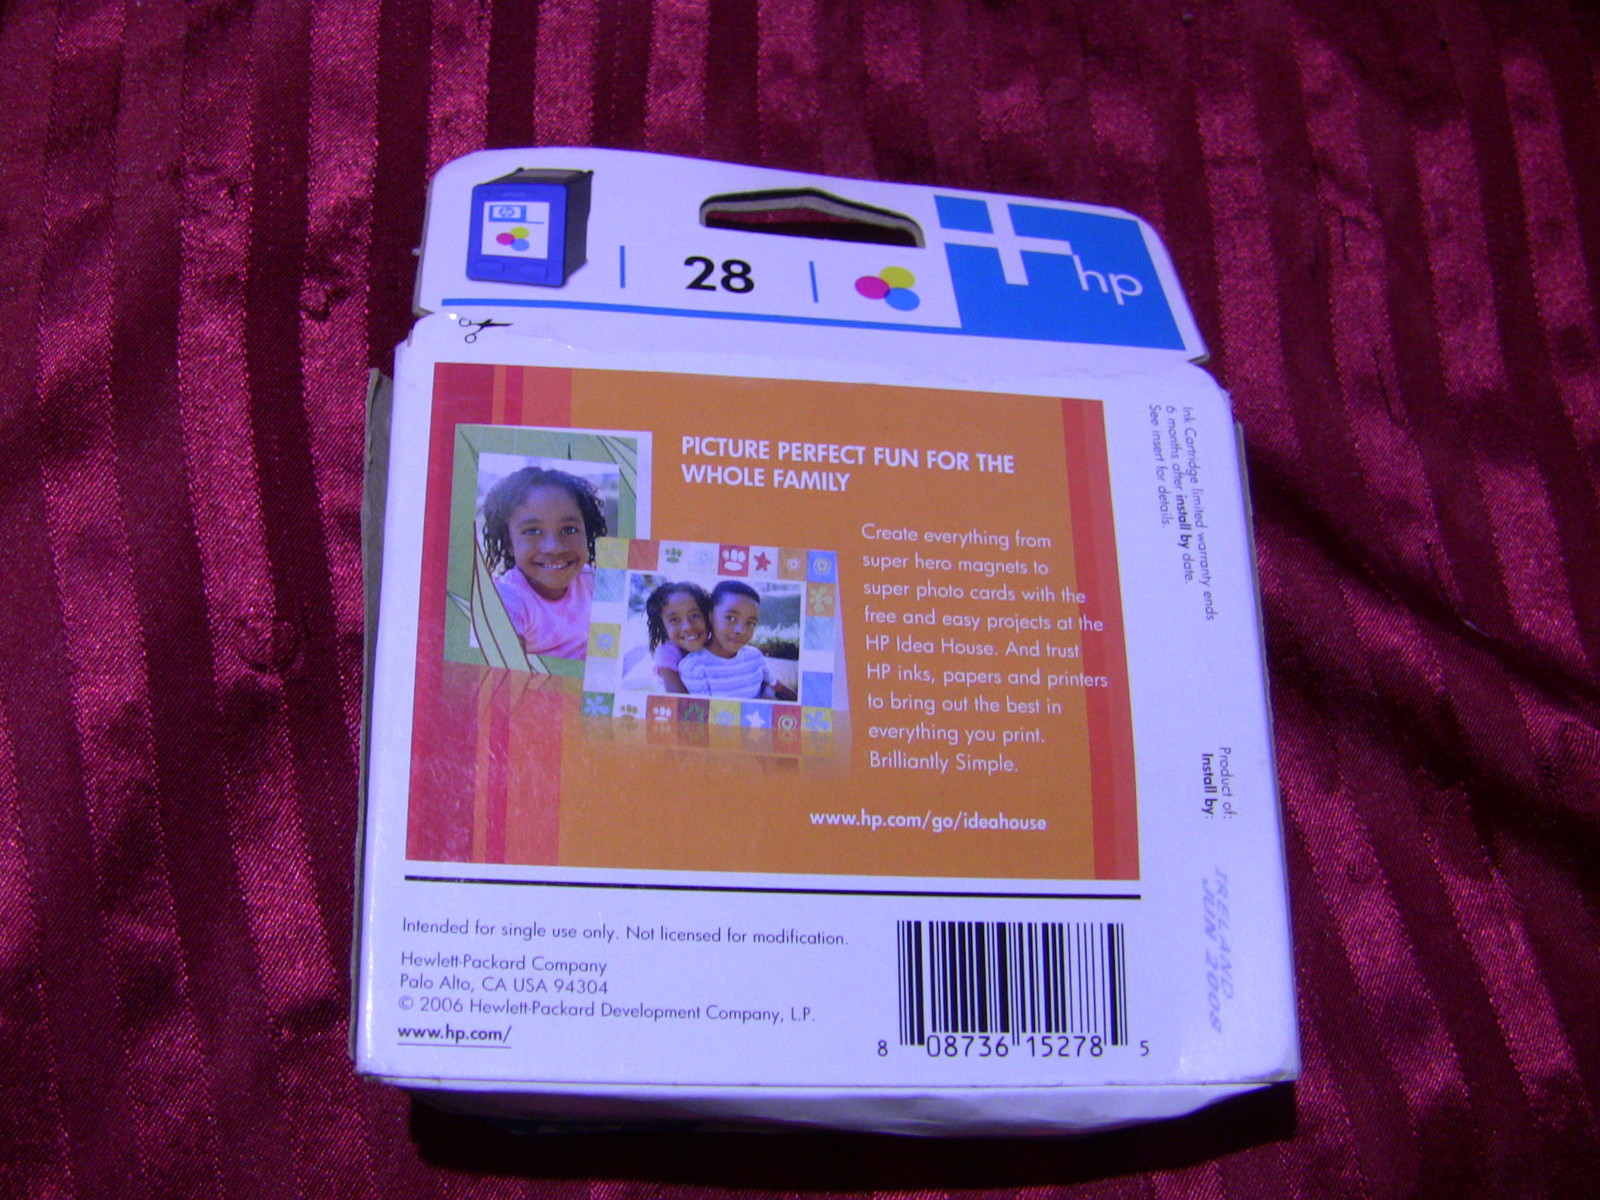 28
hp
PICTURE PERFECT FUN FOR THE
WHOLE FAMILY
Create everything from
super hero magnets to
super photo cards with the
free and easy projects at the
HP Idea House. And trust
HP inks, papers and printers
to bring out the best in
everything you print.
Brilliantly Simple.
www.hp.com/go/ideahouse
Ink Cartridge limited warranty ends
6 months after install by date.
See insert for details.
Product of:
Install by:
IRELAND
JUN 2008
Intended for single use only. Not licensed for modification.
Hewlett-Packard Company
Palo Alto, CA USA 94304
© 2006 Hewlett-Packard Development Company, L.P.
www.hp.com/
8 08736 15278 5